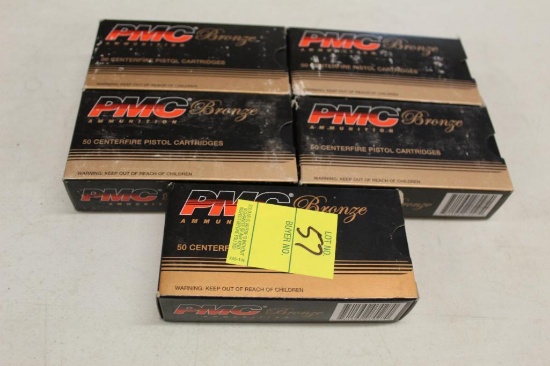 PMC Bronze
AMMUNITION
50 CENTERFIRE PISTOL CARTRIDGES
PMC Bronze
AMMUNITION
50 CENTERFIRE PISTOL CARTRIDGES
PMC Bronze
AMMUNITION
50 CENTERFIRE PISTOL CARTRIDGES
WARNING: KEEP OUT OF REACH OF CHILDREN
PMC
PMC Bronze
AMMUNITION
50 CENTERFIRE PISTOL CARTRIDGES
WARNING: KEEP OUT OF REACH OF CHILDREN
PMC Bronze
50 CENTERF
LOT NO.
57
BUYER NO.
WARNING: KEEP OUT OF REACH OF CHILDREN
PMC Bronze